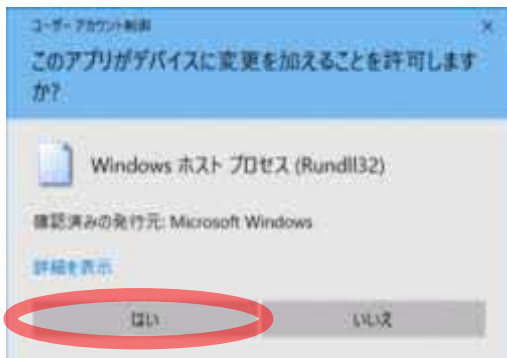 ユーザー アカウント制御
×
このアプリがデバイスに変更を加えることを許可します
か?
Windows ホスト プロセス (Rundll32)
確認済みの発行元: Microsoft Windows
詳細を表示
はい
いいえ